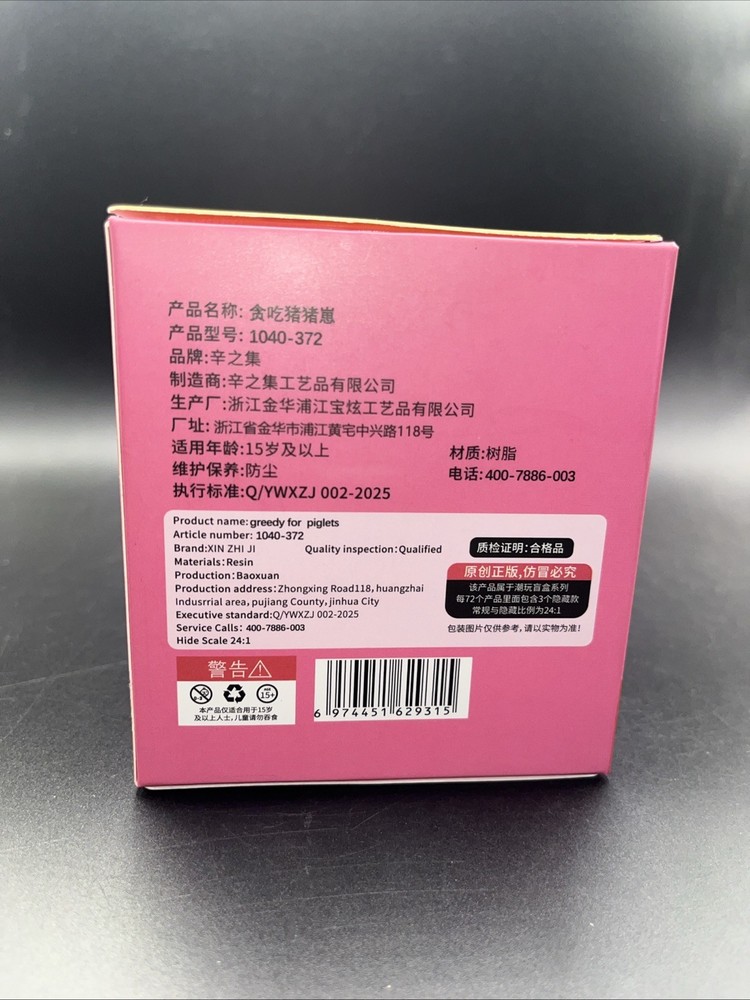 产品名称: 贪吃猪猪崽
产品型号: 1040-372
品牌:辛之集
制造商:辛之集工艺品有限公司
生产厂:浙江金华浦江宝炫工艺品有限公司
厂址: 浙江省金华市浦江黄宅中兴路118号
适用年龄:15岁及以上
材质:树脂
维护保养:防尘
电话:400-7886-003
执行标准:Q/YWXZJ 002-2025
Product name:greedy for piglets
Article number: 1040-372
Brand:XIN ZHI JI Quality inspection:Qualified
Materials:Resin
Production:Baoxuan
Production address:Zhongxing Road118, huangzhai
Indusrrial area, pujiang County, jinhua City
Executive standard:Q/YWXZJ 002-2025
Service Calls: 400-7886-003
Hide Scale 24:1
质检证明:合格品
原创正版,仿冒必究
该产品属于潮玩盲盒系列
每72个产品里面包含3个隐藏款
常规与隐藏比例为24:1
包装图片仅供参考,请以实物为准!
警告
0-3
AGE
15+
本产品仅适合用于15岁
及以上人士,儿童请勿吞食
6 974451 629315